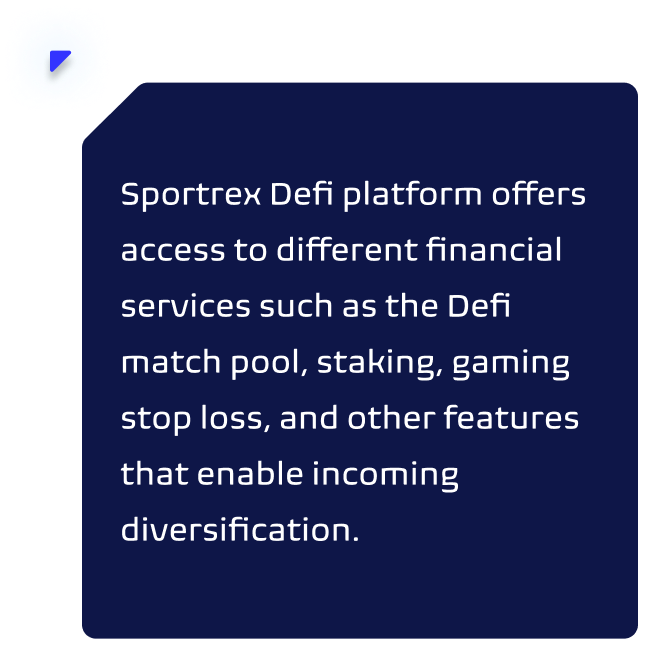 Sportrex Defi platform offers
access to different financial
services such as the Defi
match pool, staking, gaming
stop loss, and other features
that enable incoming
diversification.